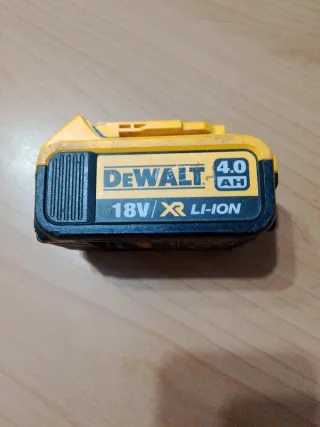 DEWALT 4.0
AH
18V/XR LI-ION